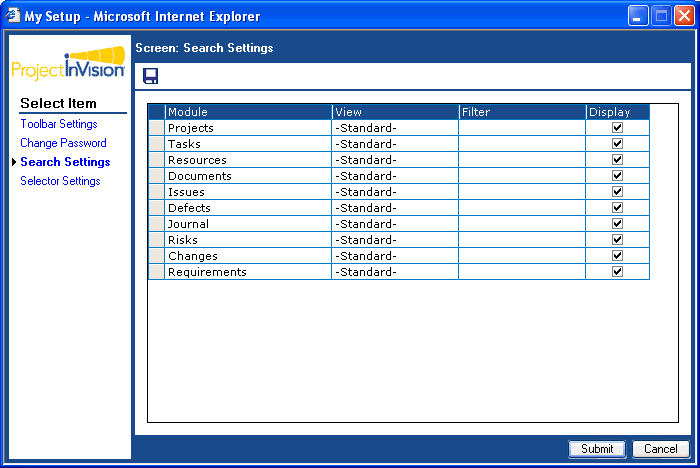 My Setup - Microsoft Internet Explorer
ProjectinVision
Select Item
Toolbar Settings
Change Password
Search Settings
Selector Settings
Screen: Search Settings
Module View Filter Display
Projects -Standard-
Tasks -Standard-
Resources -Standard-
Documents -Standard-
Issues -Standard-
Defects -Standard-
Journal -Standard-
Risks -Standard-
Changes -Standard-
Requirements -Standard-
Submit Cancel